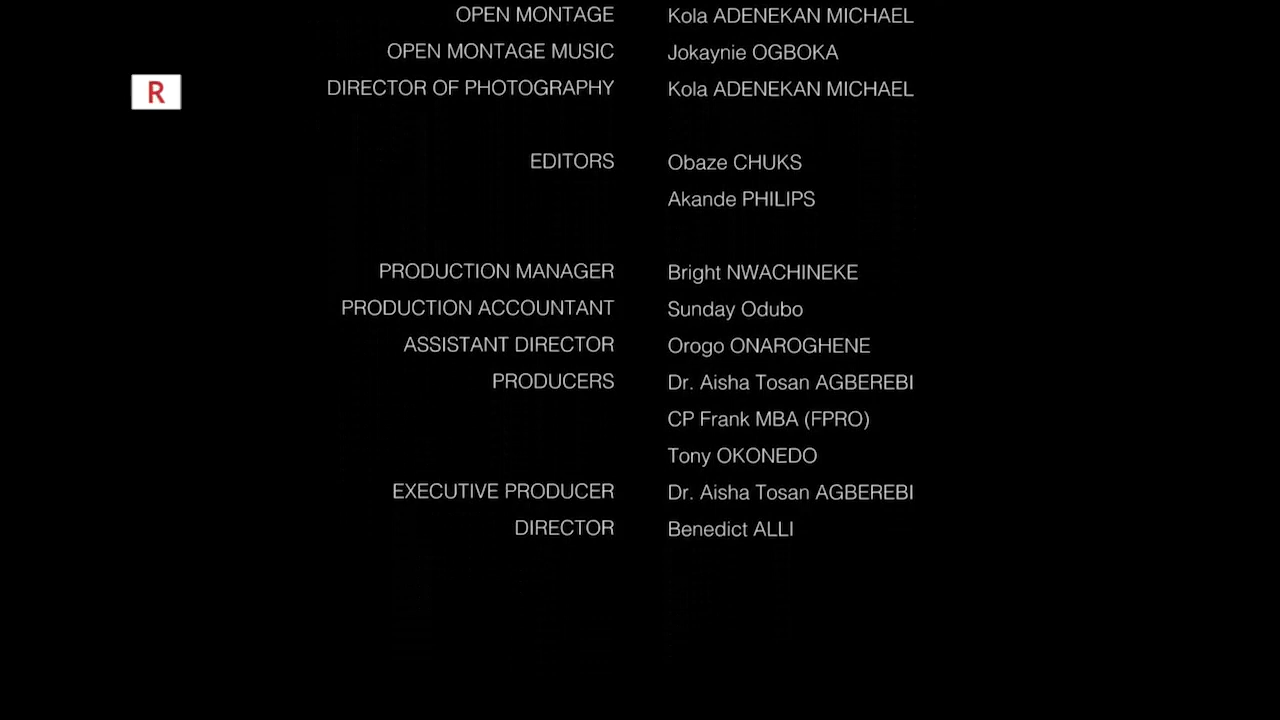 OPEN MONTAGE Kola ADENEKAN MICHAEL
OPEN MONTAGE MUSIC Jokaynie OGBOKA
R
DIRECTOR OF PHOTOGRAPHY Kola ADENEKAN MICHAEL
EDITORS Obaze CHUKS
Akande PHILIPS
PRODUCTION MANAGER Bright NWACHINEKE
PRODUCTION ACCOUNTANT Sunday Odubo
ASSISTANT DIRECTOR Orogo ONAROGHENE
PRODUCERS Dr. Aisha Tosan AGBEREBI
CP Frank MBA (FPRO)
Tony OKONEDO
EXECUTIVE PRODUCER Dr. Aisha Tosan AGBEREBI
DIRECTOR Benedict ALLI